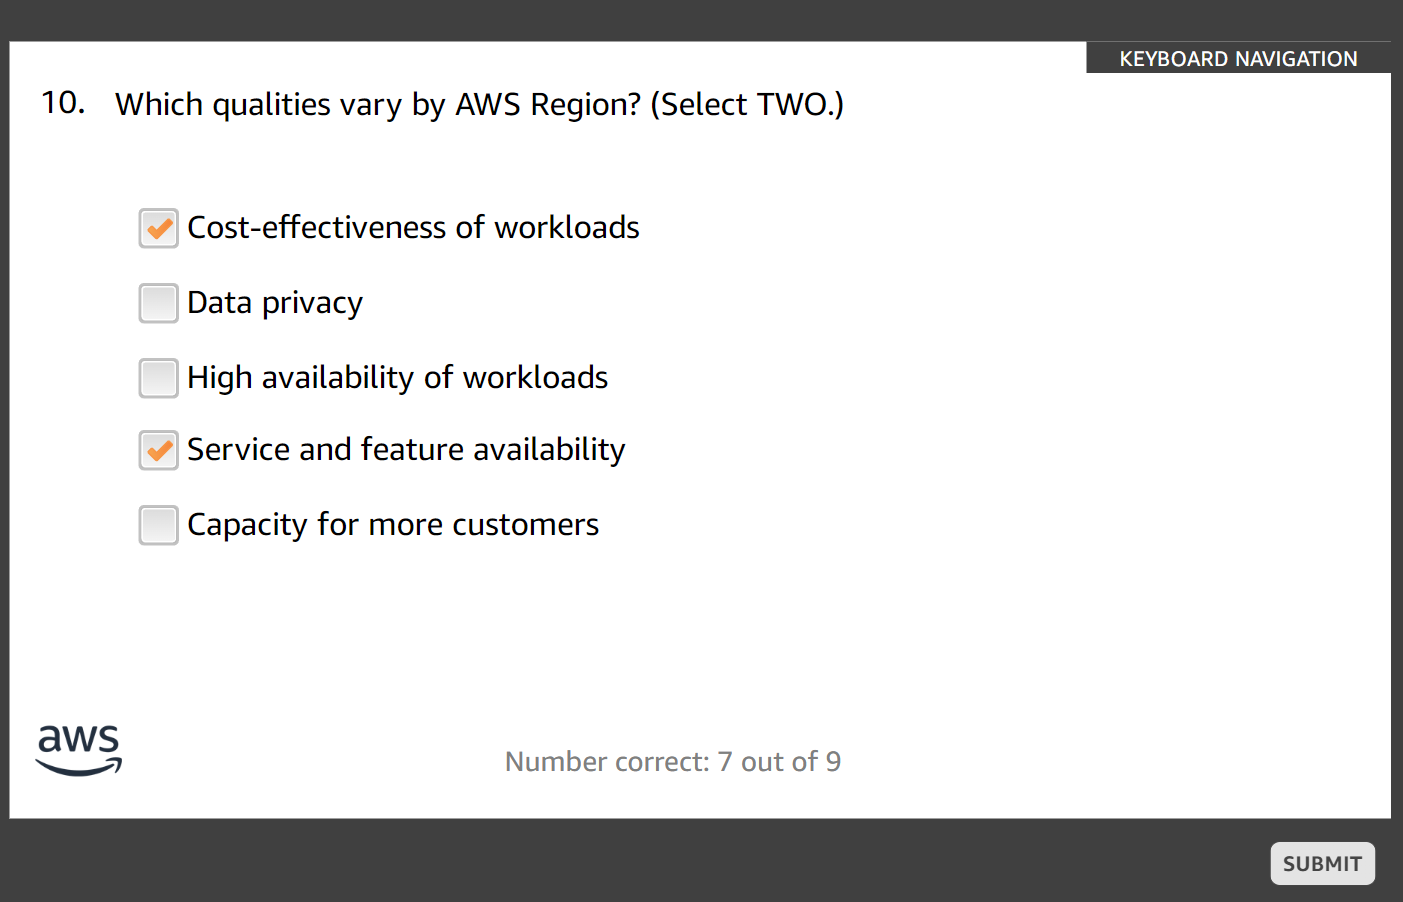 KEYBOARD NAVIGATION
10. Which qualities vary by AWS Region? (Select TWO.)
Cost-effectiveness of workloads
Data privacy
High availability of workloads
Service and feature availability
Capacity for more customers
aws
Number correct: 7 out of 9
SUBMIT